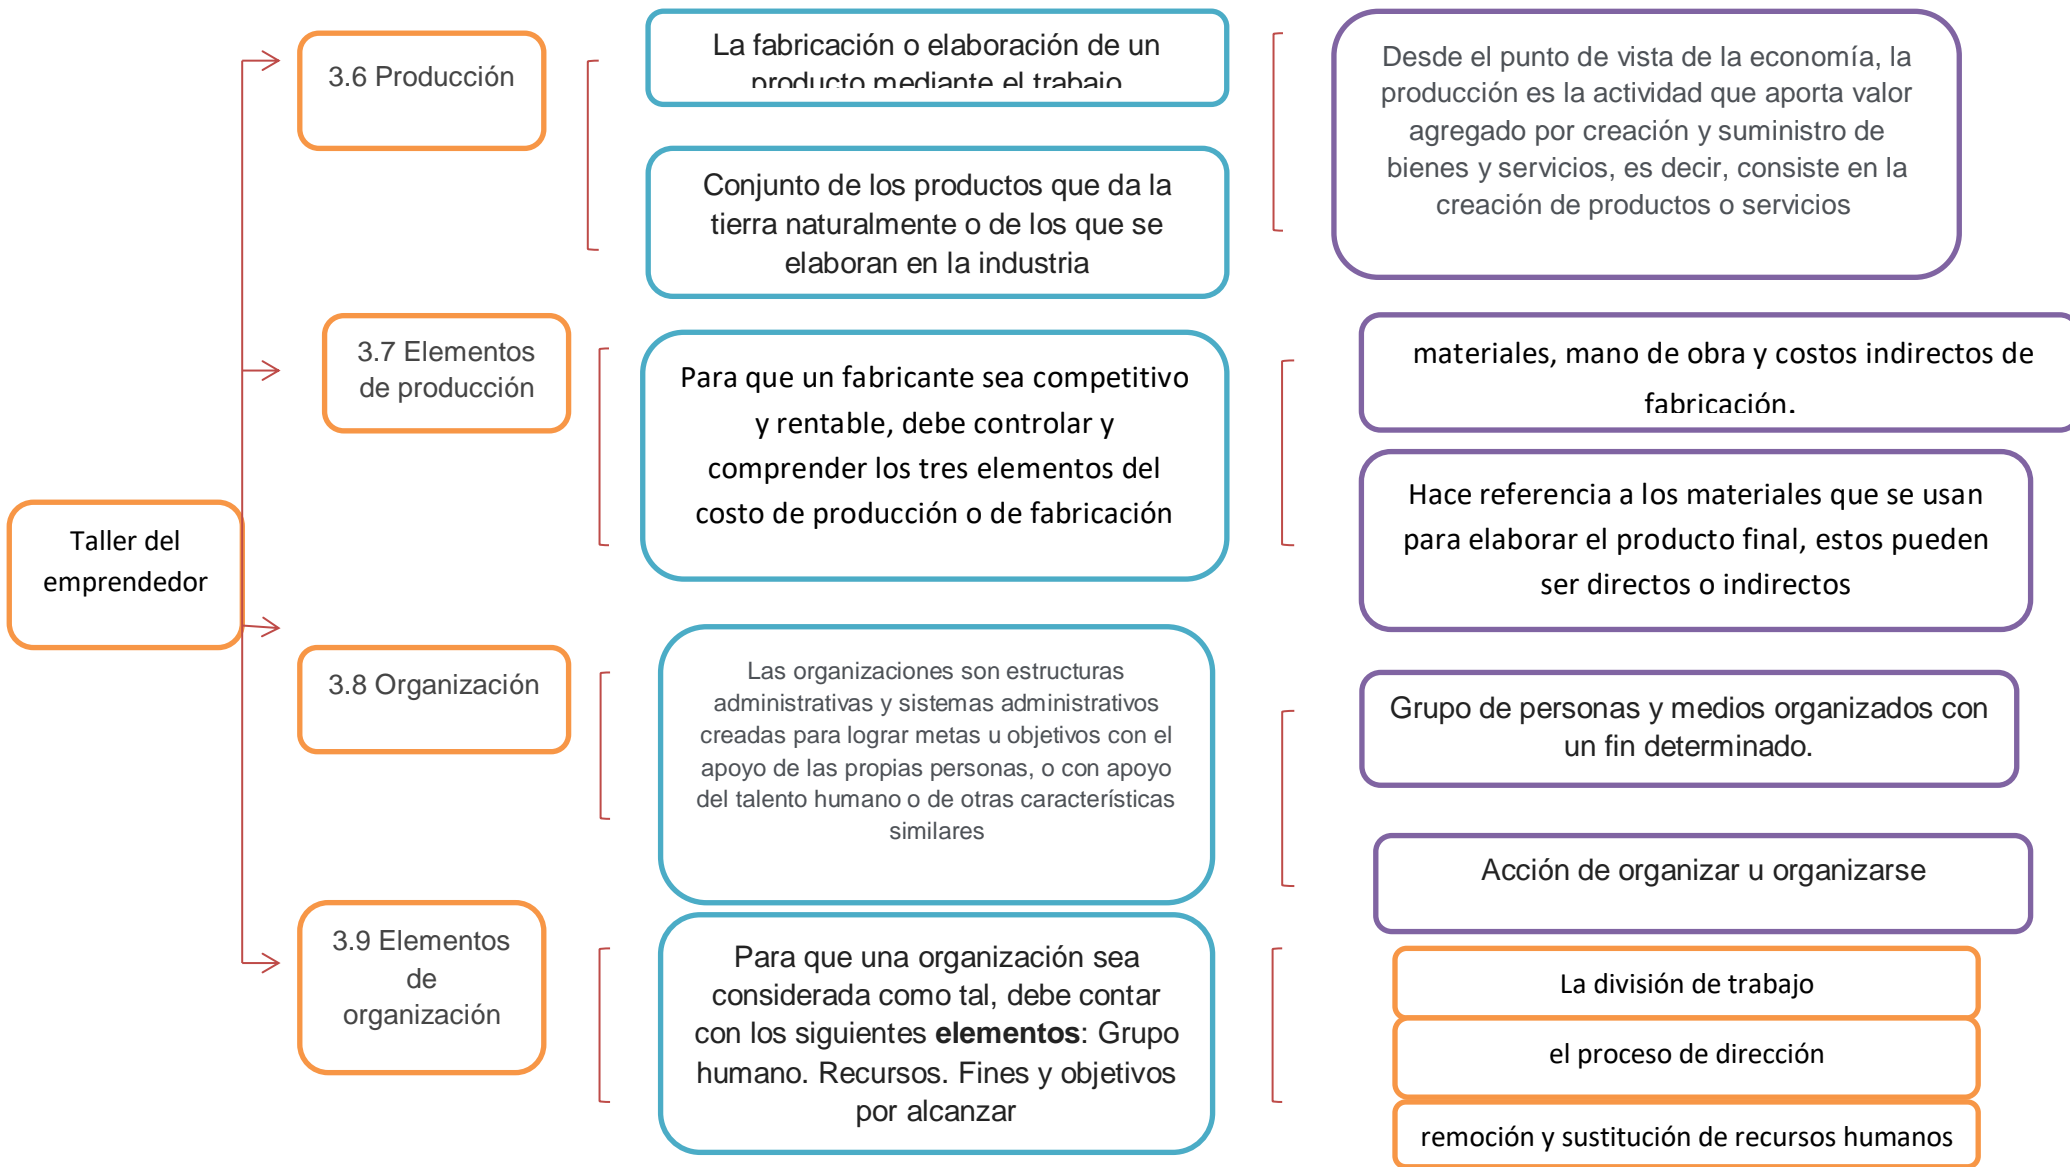 3.6 Producción
La fabricación o elaboración de un
producto mediante el trabajo
Conjunto de los productos que da la
tierra naturalmente o de los que se
elaboran en la industria
Desde el punto de vista de la economía, la
producción es la actividad que aporta valor
agregado por creación y suministro de
bienes y servicios, es decir, consiste en la
creación de productos o servicios
3.7 Elementos
de producción
Para que un fabricante sea competitivo
y rentable, debe controlar y
comprender los tres elementos del
costo de producción o de fabricación
materiales, mano de obra y costos indirectos de
fabricación.
Hace referencia a los materiales que se usan
para elaborar el producto final, estos pueden
ser directos o indirectos
Taller del
emprendedor
3.8 Organización
Las organizaciones son estructuras
administrativas y sistemas administrativos
creadas para lograr metas u objetivos con el
apoyo de las propias personas, o con apoyo
del talento humano o de otras características
similares
Grupo de personas y medios organizados con
un fin determinado.
Acción de organizar u organizarse
3.9 Elementos
de
organización
Para que una organización sea
considerada como tal, debe contar
con los siguientes elementos: Grupo
humano. Recursos. Fines y objetivos
por alcanzar
La división de trabajo
el proceso de dirección
remoción y sustitución de recursos humanos